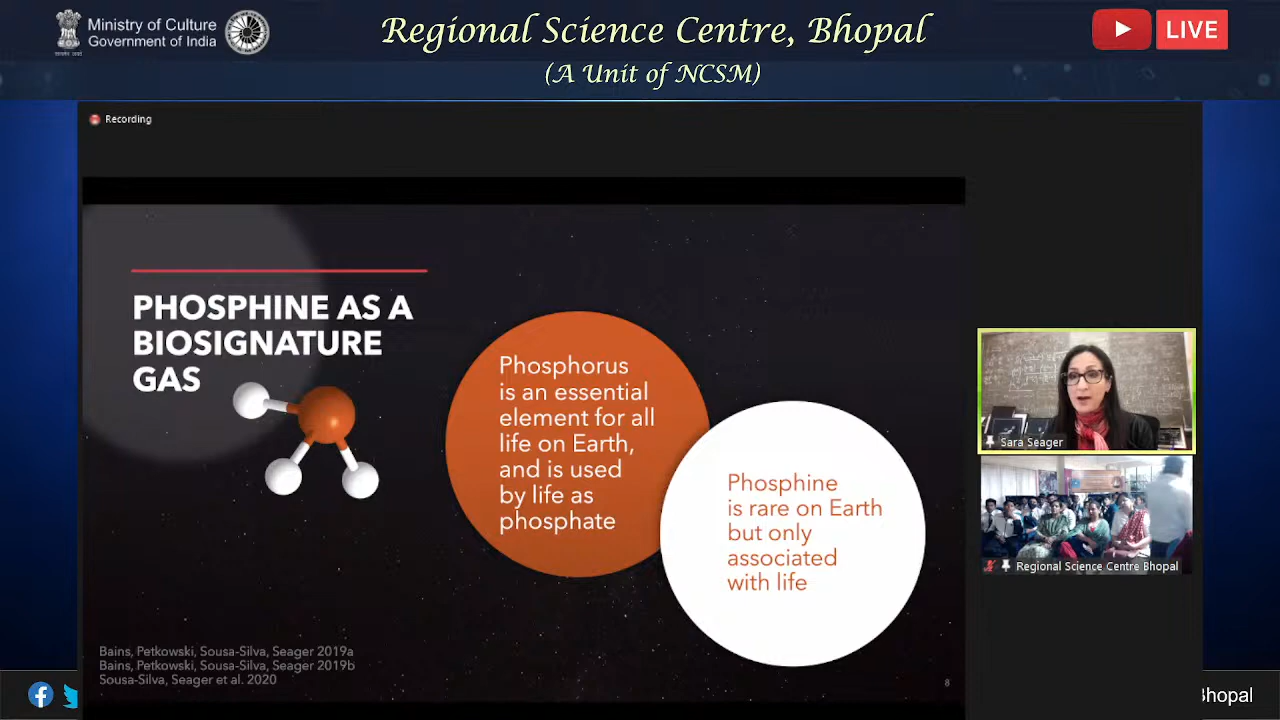 Ministry of Culture
Government of India
Regional Science Centre, Bhopal
(A Unit of NCSM)
LIVE
Recording
PHOSPHINE AS A
BIOSIGNATURE
GAS
Phosphorus
is an essential
element for all
life on Earth,
and is used
by life as
phosphate
Phosphine
is rare on Earth
but only
associated
with life
Sara Seager
Regional Science Centre Bhopal
Bains, Petkowski, Sousa-Silva, Seager 2019a
Bains, Petkowski, Sousa-Silva, Seager 2019b
Sousa-Silva, Seager et al. 2020
8
Bhopal